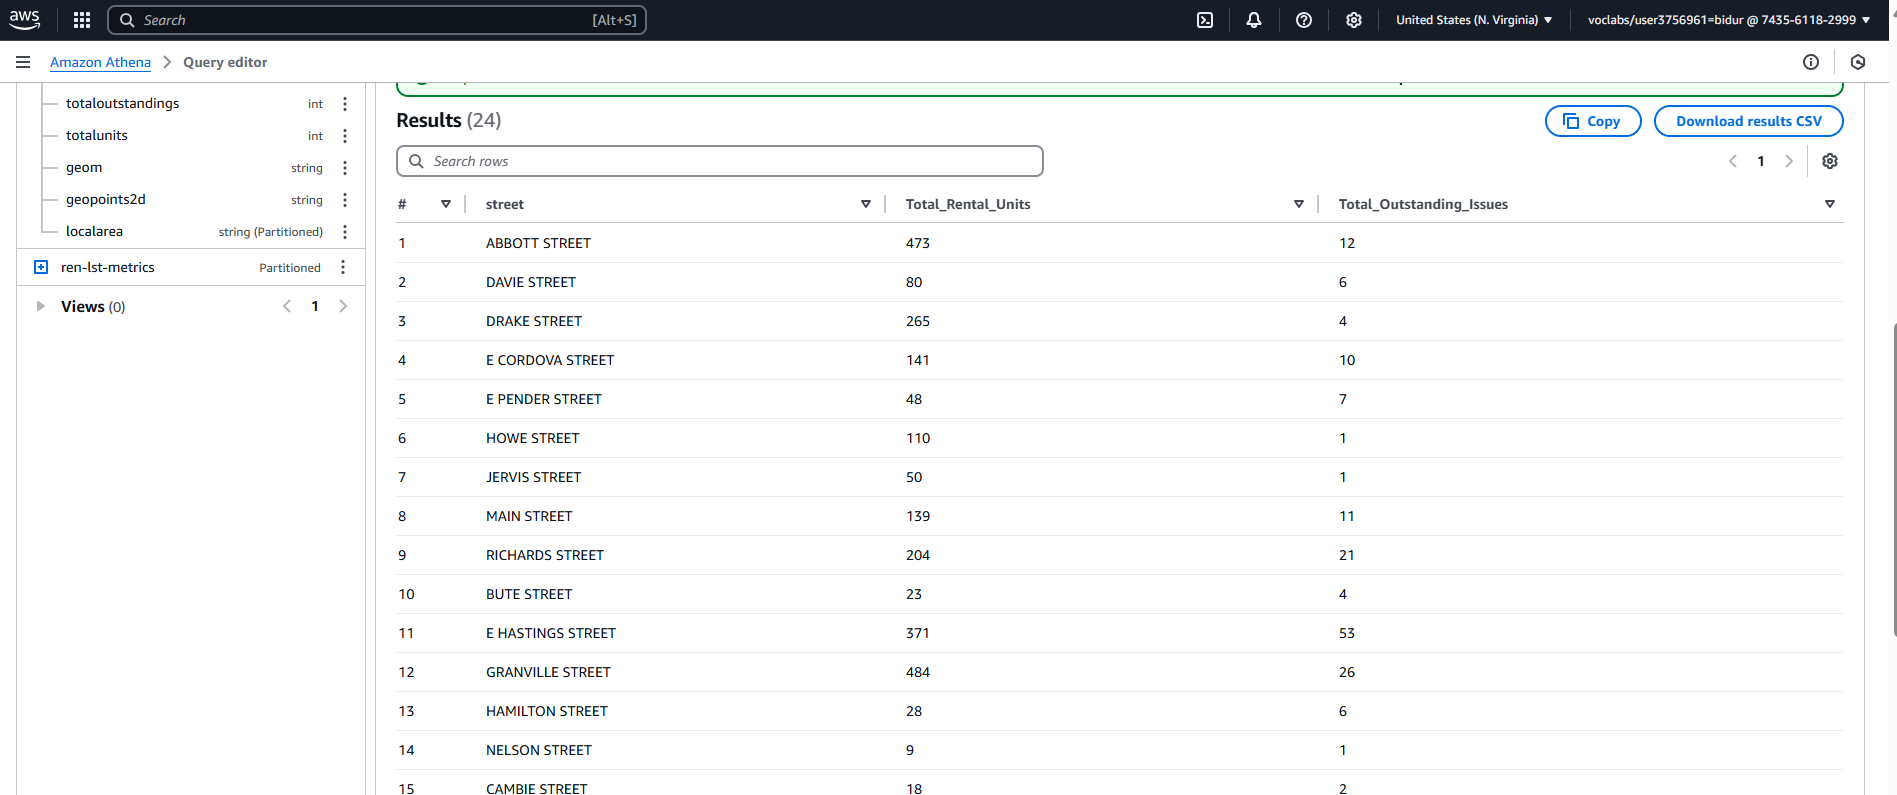 aws Search [Alt+S] United States (N. Virginia) voclabs/user3756961=bidur @ 7435-6118-2999
Amazon Athena Query editor
totaloutstandings int
totalunits int
geom string
geopoints2d string
localarea string (Partitioned)
ren-lst-metrics Partitioned
Views (0) 1
Results (24) Copy Download results CSV
Search rows 1
# street Total_Rental_Units Total_Outstanding_Issues
1 ABBOTT STREET 473 12
2 DAVIE STREET 80 6
3 DRAKE STREET 265 4
4 E CORDOVA STREET 141 10
5 E PENDER STREET 48 7
6 HOWE STREET 110 1
7 JERVIS STREET 50 1
8 MAIN STREET 139 11
9 RICHARDS STREET 204 21
10 BUTE STREET 23 4
11 E HASTINGS STREET 371 53
12 GRANVILLE STREET 484 26
13 HAMILTON STREET 28 6
14 NELSON STREET 9 1
15 CAMBIE STREET 18 2